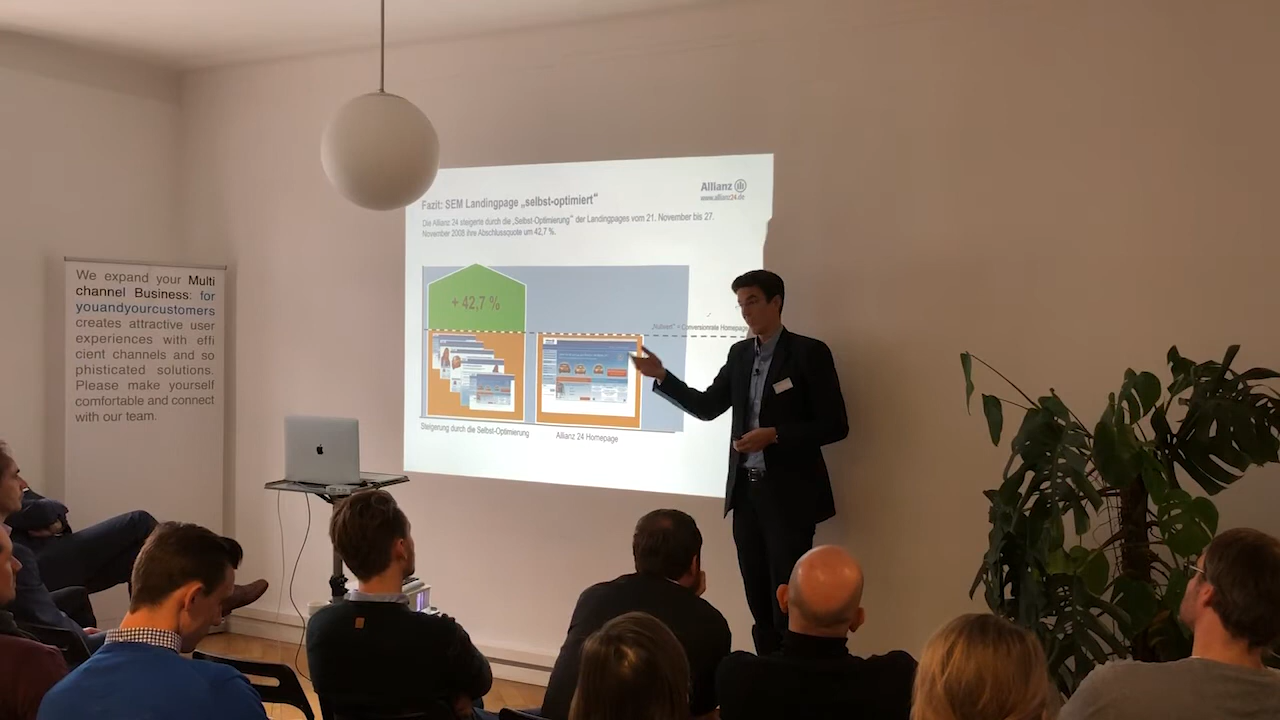 We expand your Multi
channel Business: for
youandyourcustomers
creates attractive user
experiences with effi
cient channels and so
phisticated solutions.
Please make yourself
comfortable and connect
with our team.
Allianz
www.allianz24.de
Fazit: SEM Landingpage „selbst-optimiert“
Die Allianz 24 steigerte durch die „Selbst-Optimierung“ der Landingpages vom 21. November bis 27.
November 2008 ihre Abschlussquote um 42,7 %.
+ 42,7 %
= Conversionrate Homepage
Steigerung durch die Selbst-Optimierung
Allianz 24 Homepage